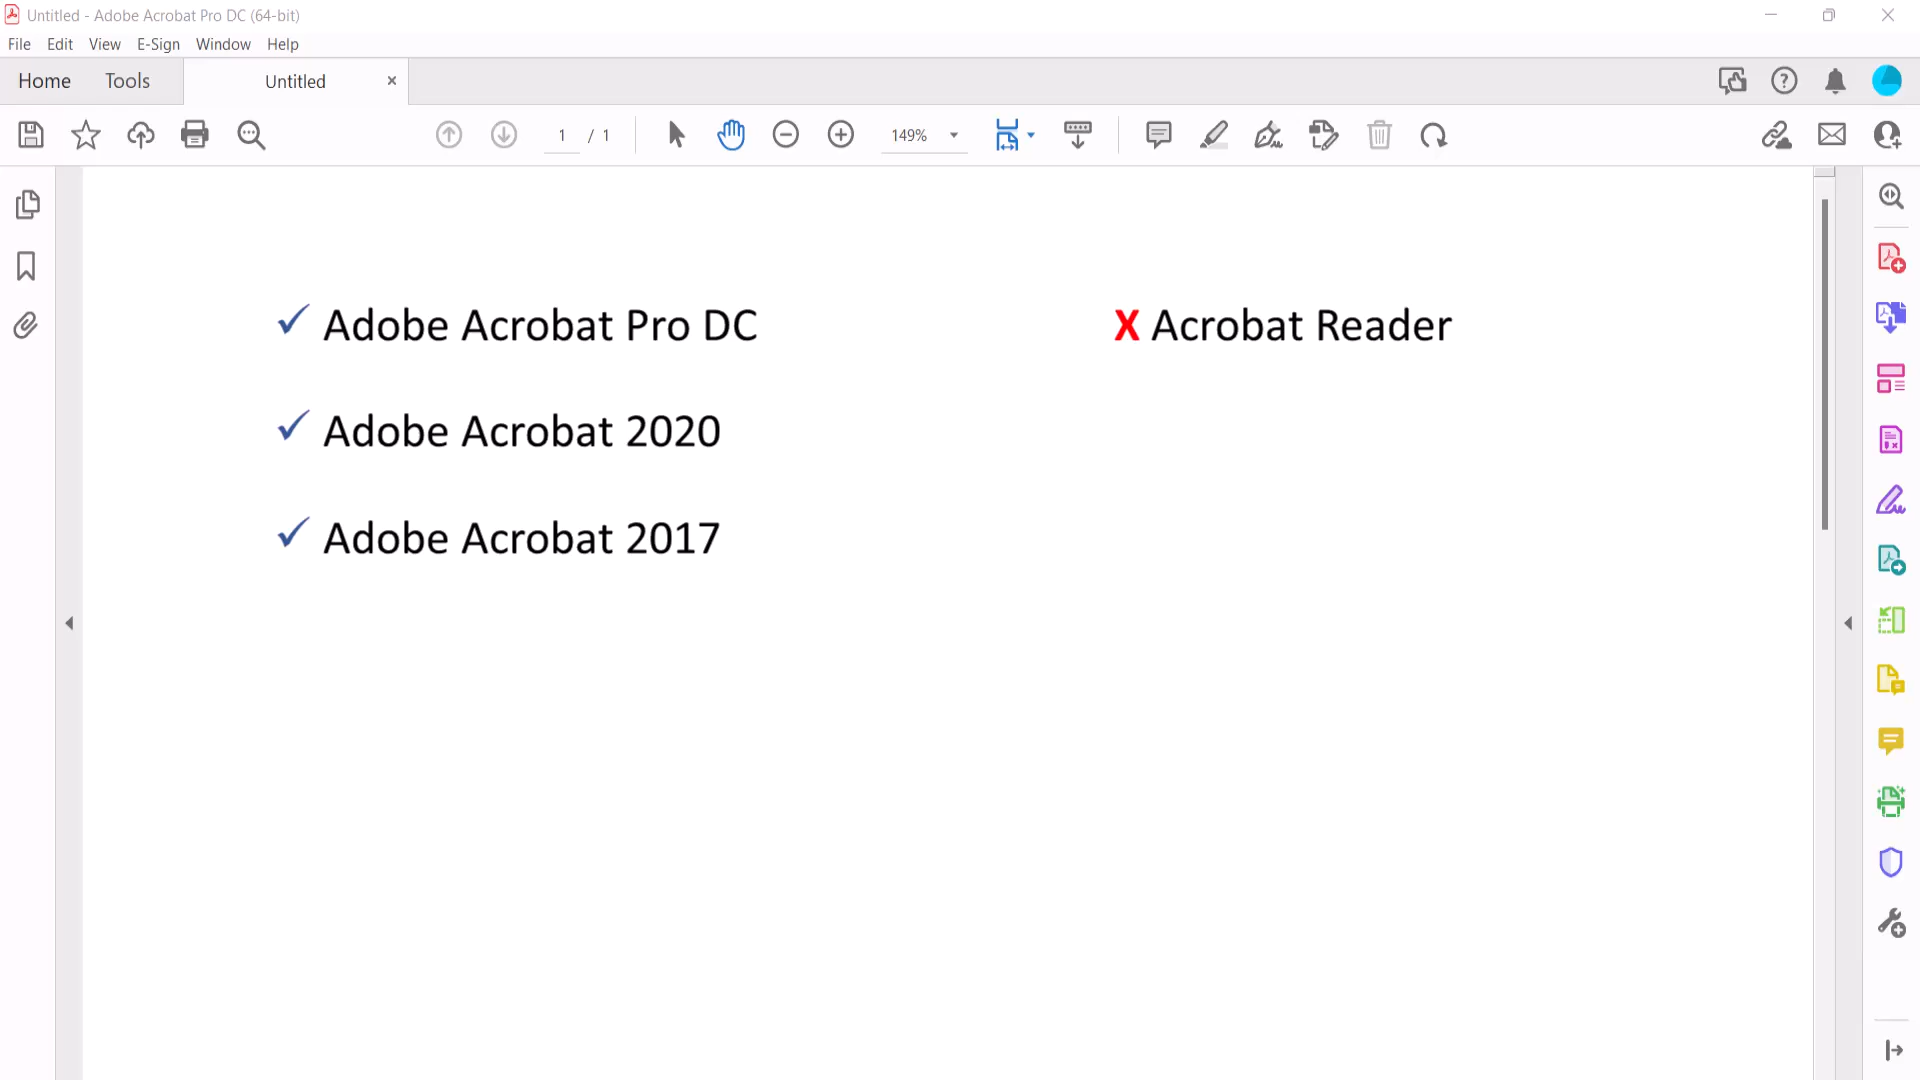 Untitled - Adobe Acrobat Pro DC (64-bit)
File Edit View E-Sign Window Help
Home Tools Untitled ×
1 / 1 149%
✓ Adobe Acrobat Pro DC X Acrobat Reader
✓ Adobe Acrobat 2020
✓ Adobe Acrobat 2017